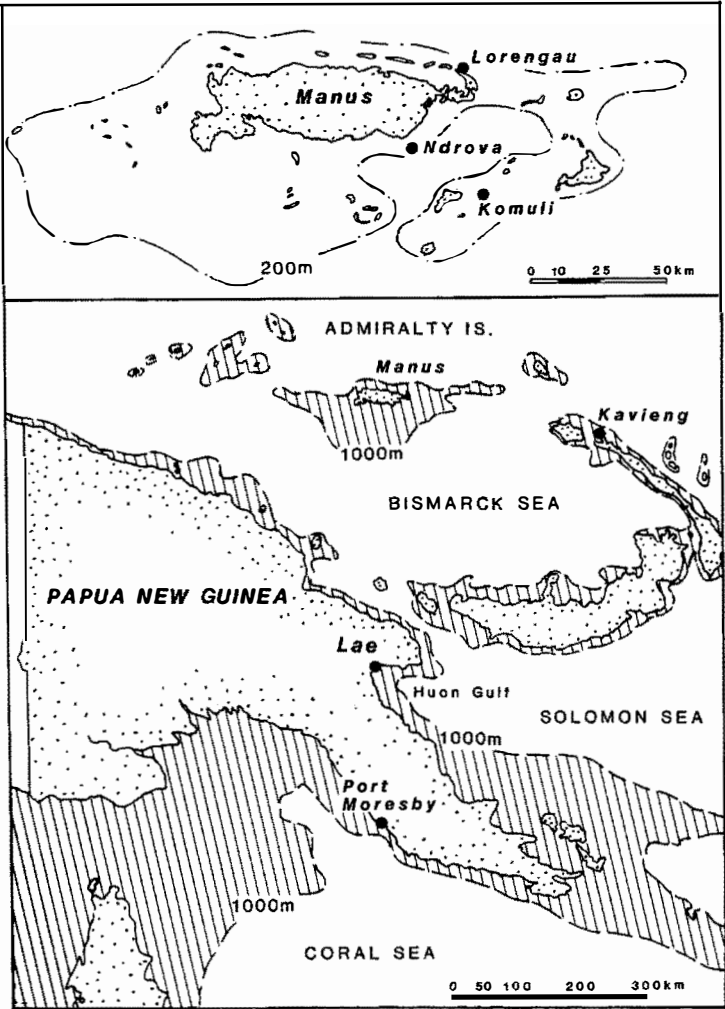 Lorengau
Manus
Ndrova
Komuli
200m
0 10 25 50km
ADMIRALTY IS.
Manus
Kavieng
1000m
BISMARCK SEA
PAPUA NEW GUINEA
Lae
Huon Gulf
SOLOMON SEA
1000m
Port
Moresby
1000m
CORAL SEA
0 50 100 200 300km